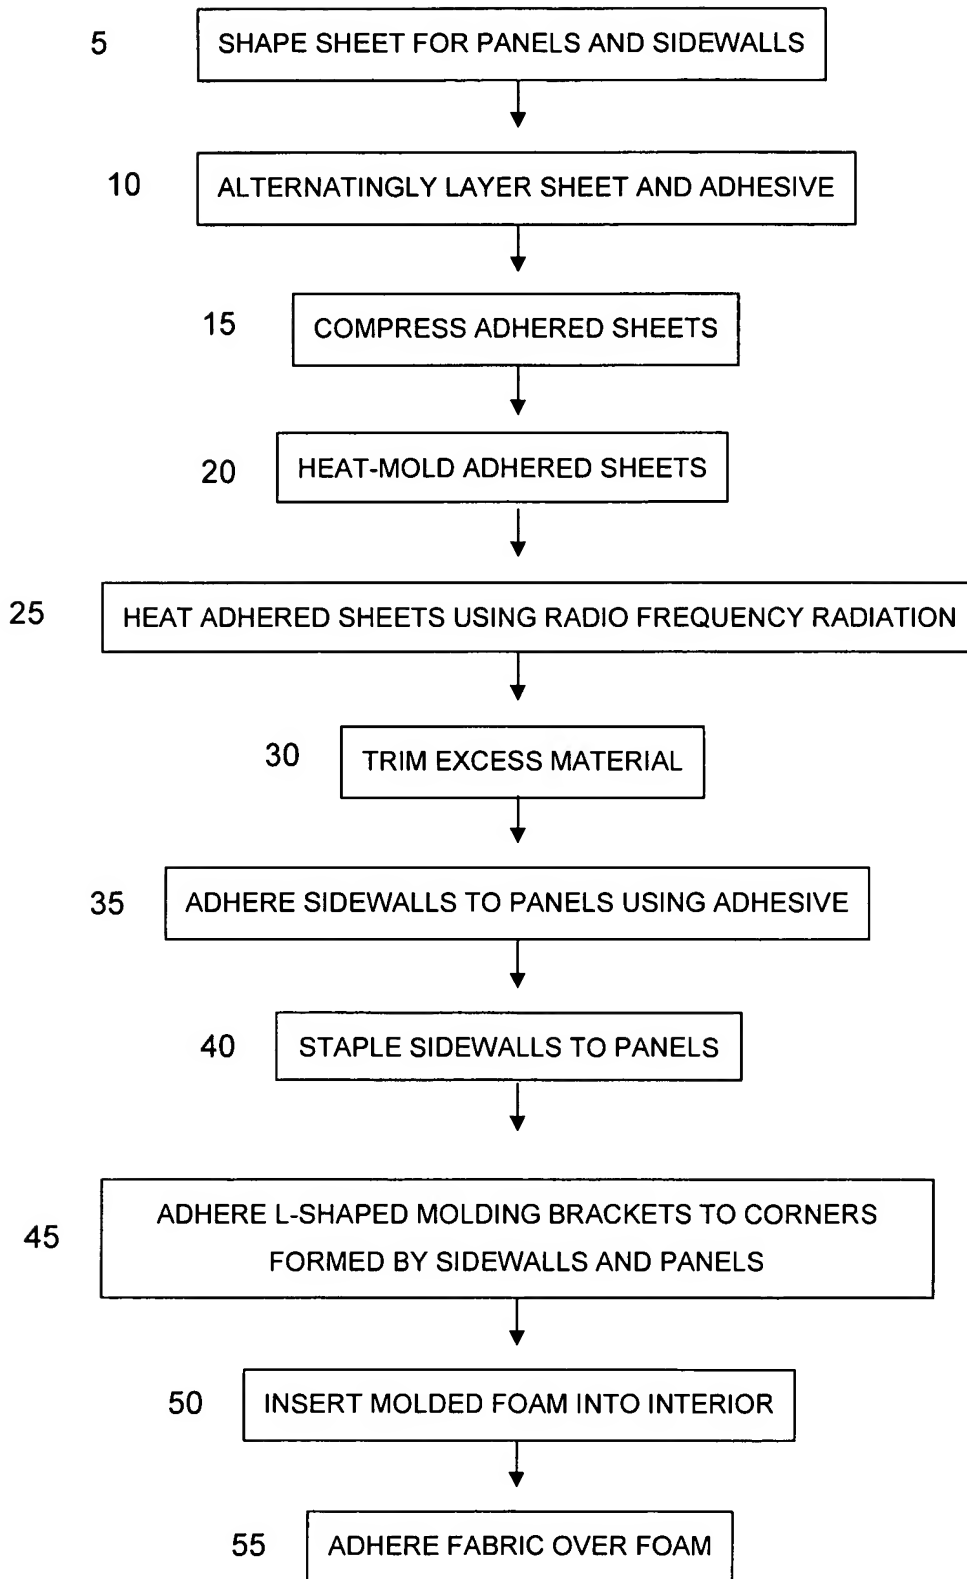 5
SHAPE SHEET FOR PANELS AND SIDEWALLS
10
ALTERNATINGLY LAYER SHEET AND ADHESIVE
15
COMPRESS ADHERED SHEETS
20
HEAT-MOLD ADHERED SHEETS
25
HEAT ADHERED SHEETS USING RADIO FREQUENCY RADIATION
30
TRIM EXCESS MATERIAL
35
ADHERE SIDEWALLS TO PANELS USING ADHESIVE
40
STAPLE SIDEWALLS TO PANELS
45
ADHERE L-SHAPED MOLDING BRACKETS TO CORNERS
FORMED BY SIDEWALLS AND PANELS
50
INSERT MOLDED FOAM INTO INTERIOR
55
ADHERE FABRIC OVER FOAM